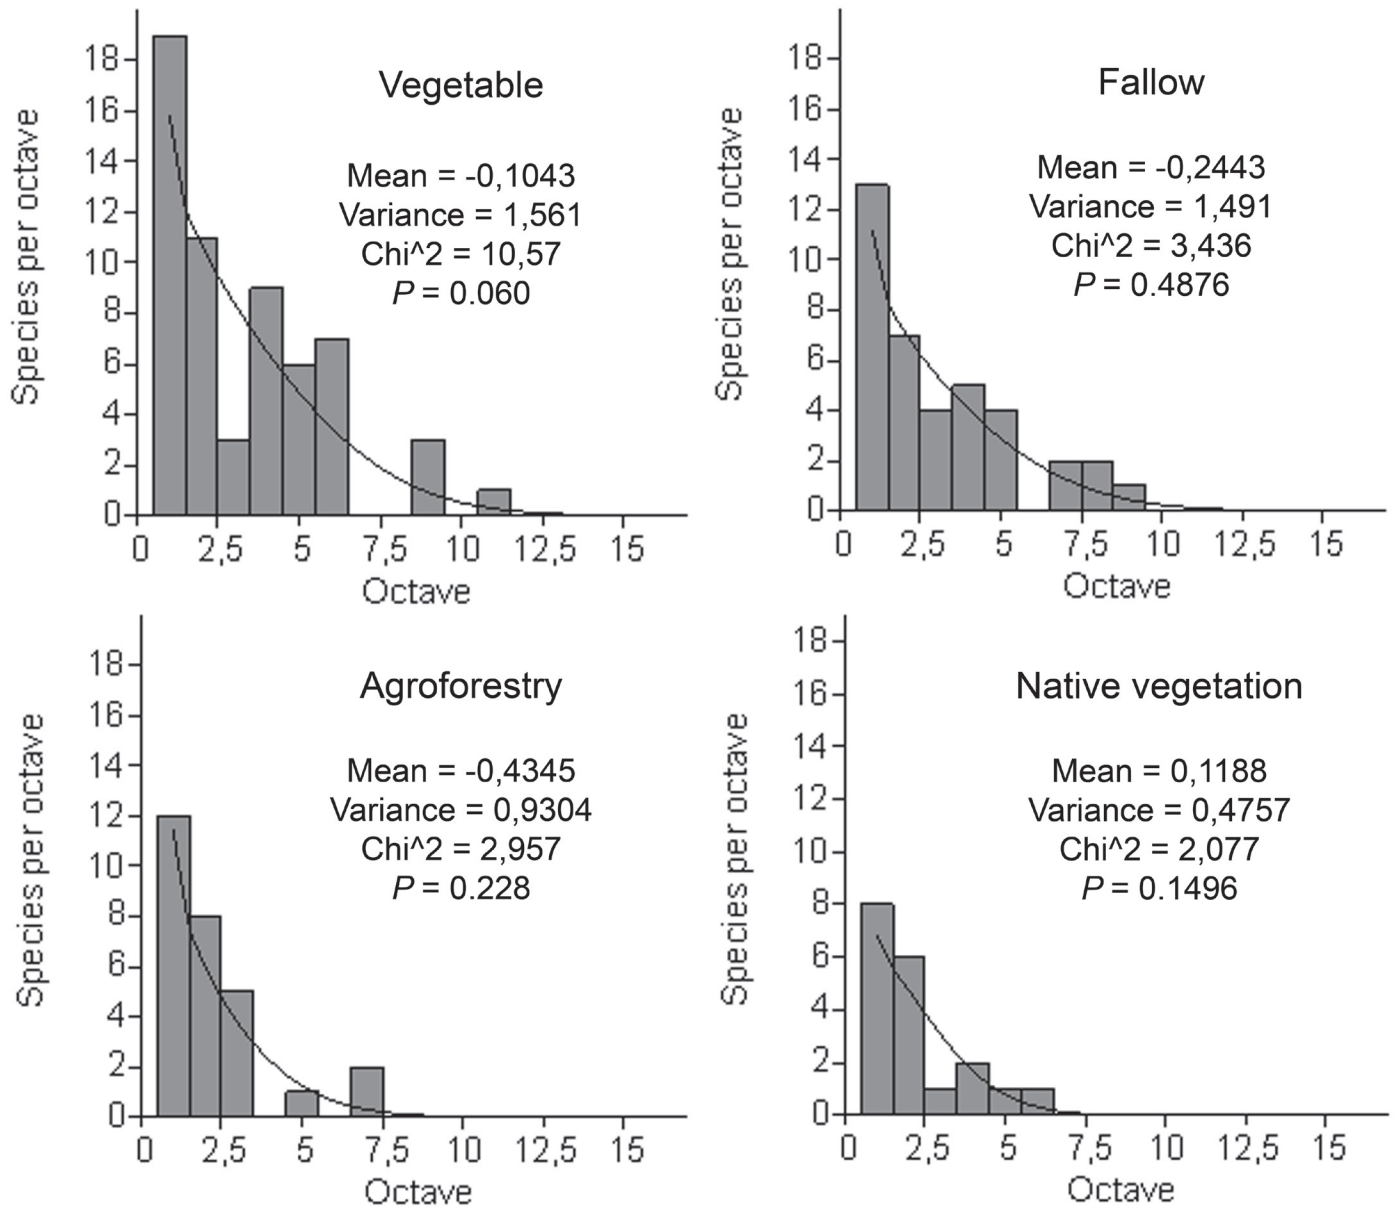 Vegetable
Mean = -0,1043
Variance = 1,561
Chi^2 = 10,57
P = 0.060
Species per octave
18
16
14
12
10
8
6
4
2
0
0 2,5 5 7,5 10 12,5 15
Octave
Fallow
Mean = -0,2443
Variance = 1,491
Chi^2 = 3,436
P = 0.4876
Species per octave
18
16
14
12
10
8
6
4
2
0
0 2,5 5 7,5 10 12,5 15
Octave
Agroforestry
Mean = -0,4345
Variance = 0,9304
Chi^2 = 2,957
P = 0.228
Species per octave
18
16
14
12
10
8
6
4
2
0
0 2,5 5 7,5 10 12,5 15
Octave
Native vegetation
Mean = 0,1188
Variance = 0,4757
Chi^2 = 2,077
P = 0.1496
Species per octave
18
16
14
12
10
8
6
4
2
0
0 2,5 5 7,5 10 12,5 15
Octave